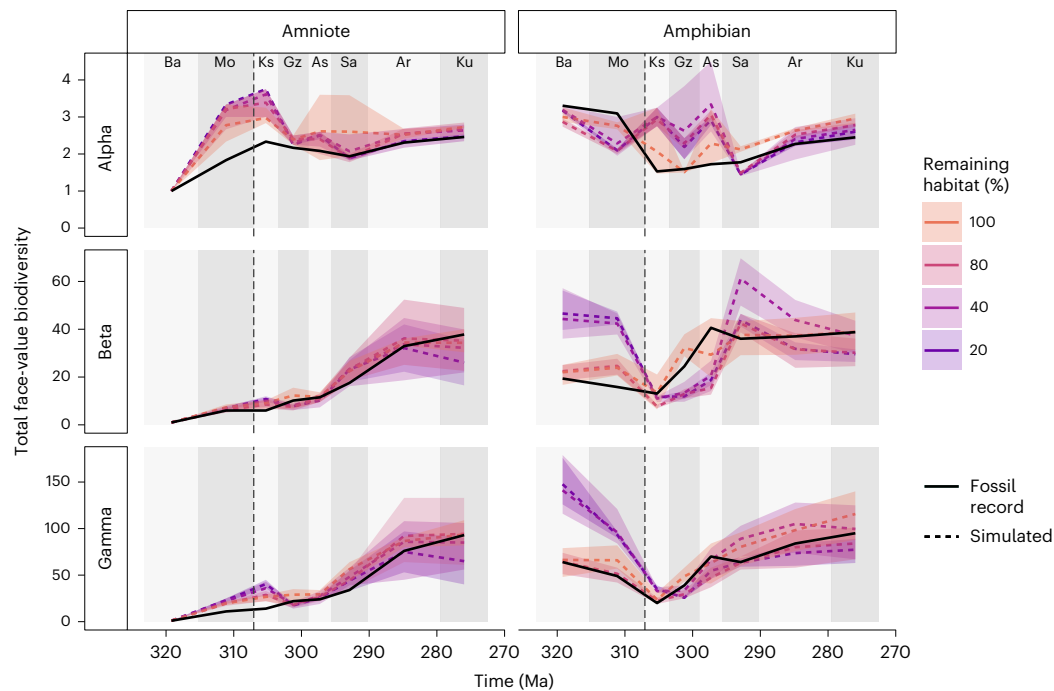 Amniote
Amphibian
Ba Mo Ks Gz As Sa Ar Ku
Ba Mo Ks Gz As Sa Ar Ku
Total face-value biodiversity
Alpha
4
3
2
1
0
Beta
60
40
20
0
Gamma
150
100
50
0
320 310 300 290 280 270
320 310 300 290 280 270
Time (Ma)
Remaining
habitat (%)
100
80
40
20
Fossil
record
Simulated